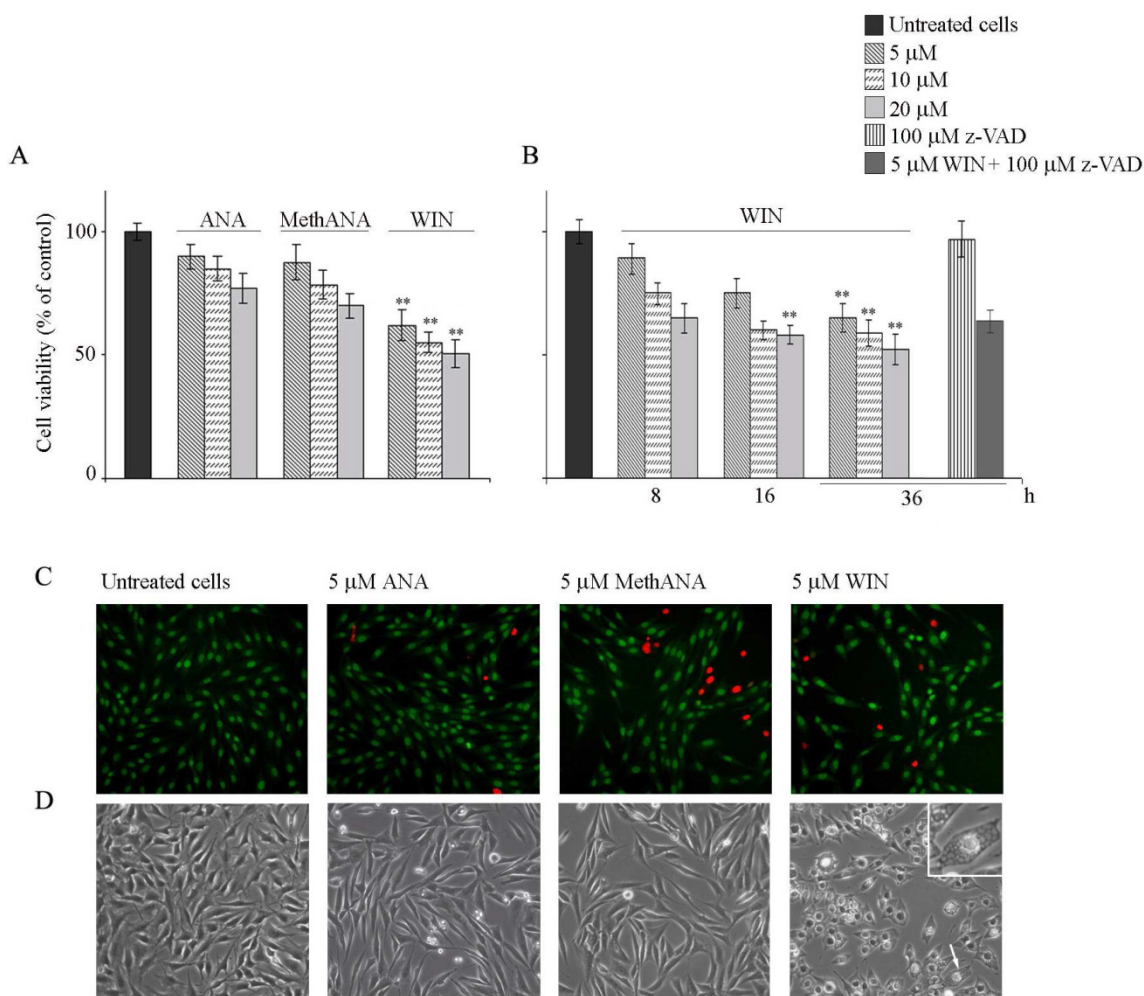 Untreated cells
5 μM
10 μM
20 μM
100 μM z-VAD
5 μM WIN + 100 μM z-VAD
A
B
ANA
MethANA
WIN
WIN
Cell viability (% of control)
100
50
0
**
**
**
**
**
**
**
8
16
36
h
C
Untreated cells
5 μM ANA
5 μM MethANA
5 μM WIN
D